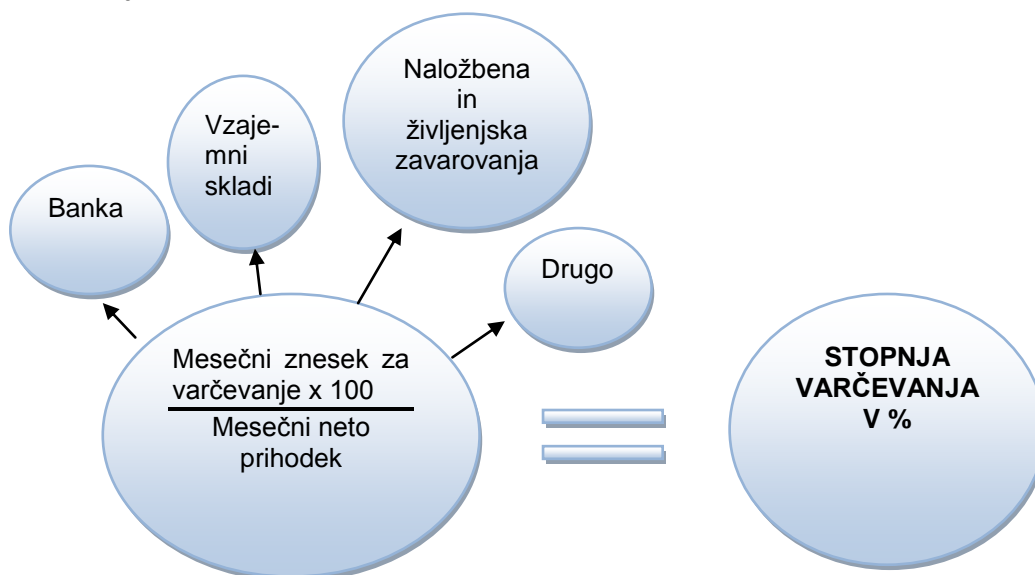 Naložbena
in
življenjska
zavarovanja
Vzaje-
mni
skladi
Banka
Drugo
Mesečni znesek za
varčevanje x 100
Mesečni neto
prihodek
STOPNJA
VARČEVANJA
V %